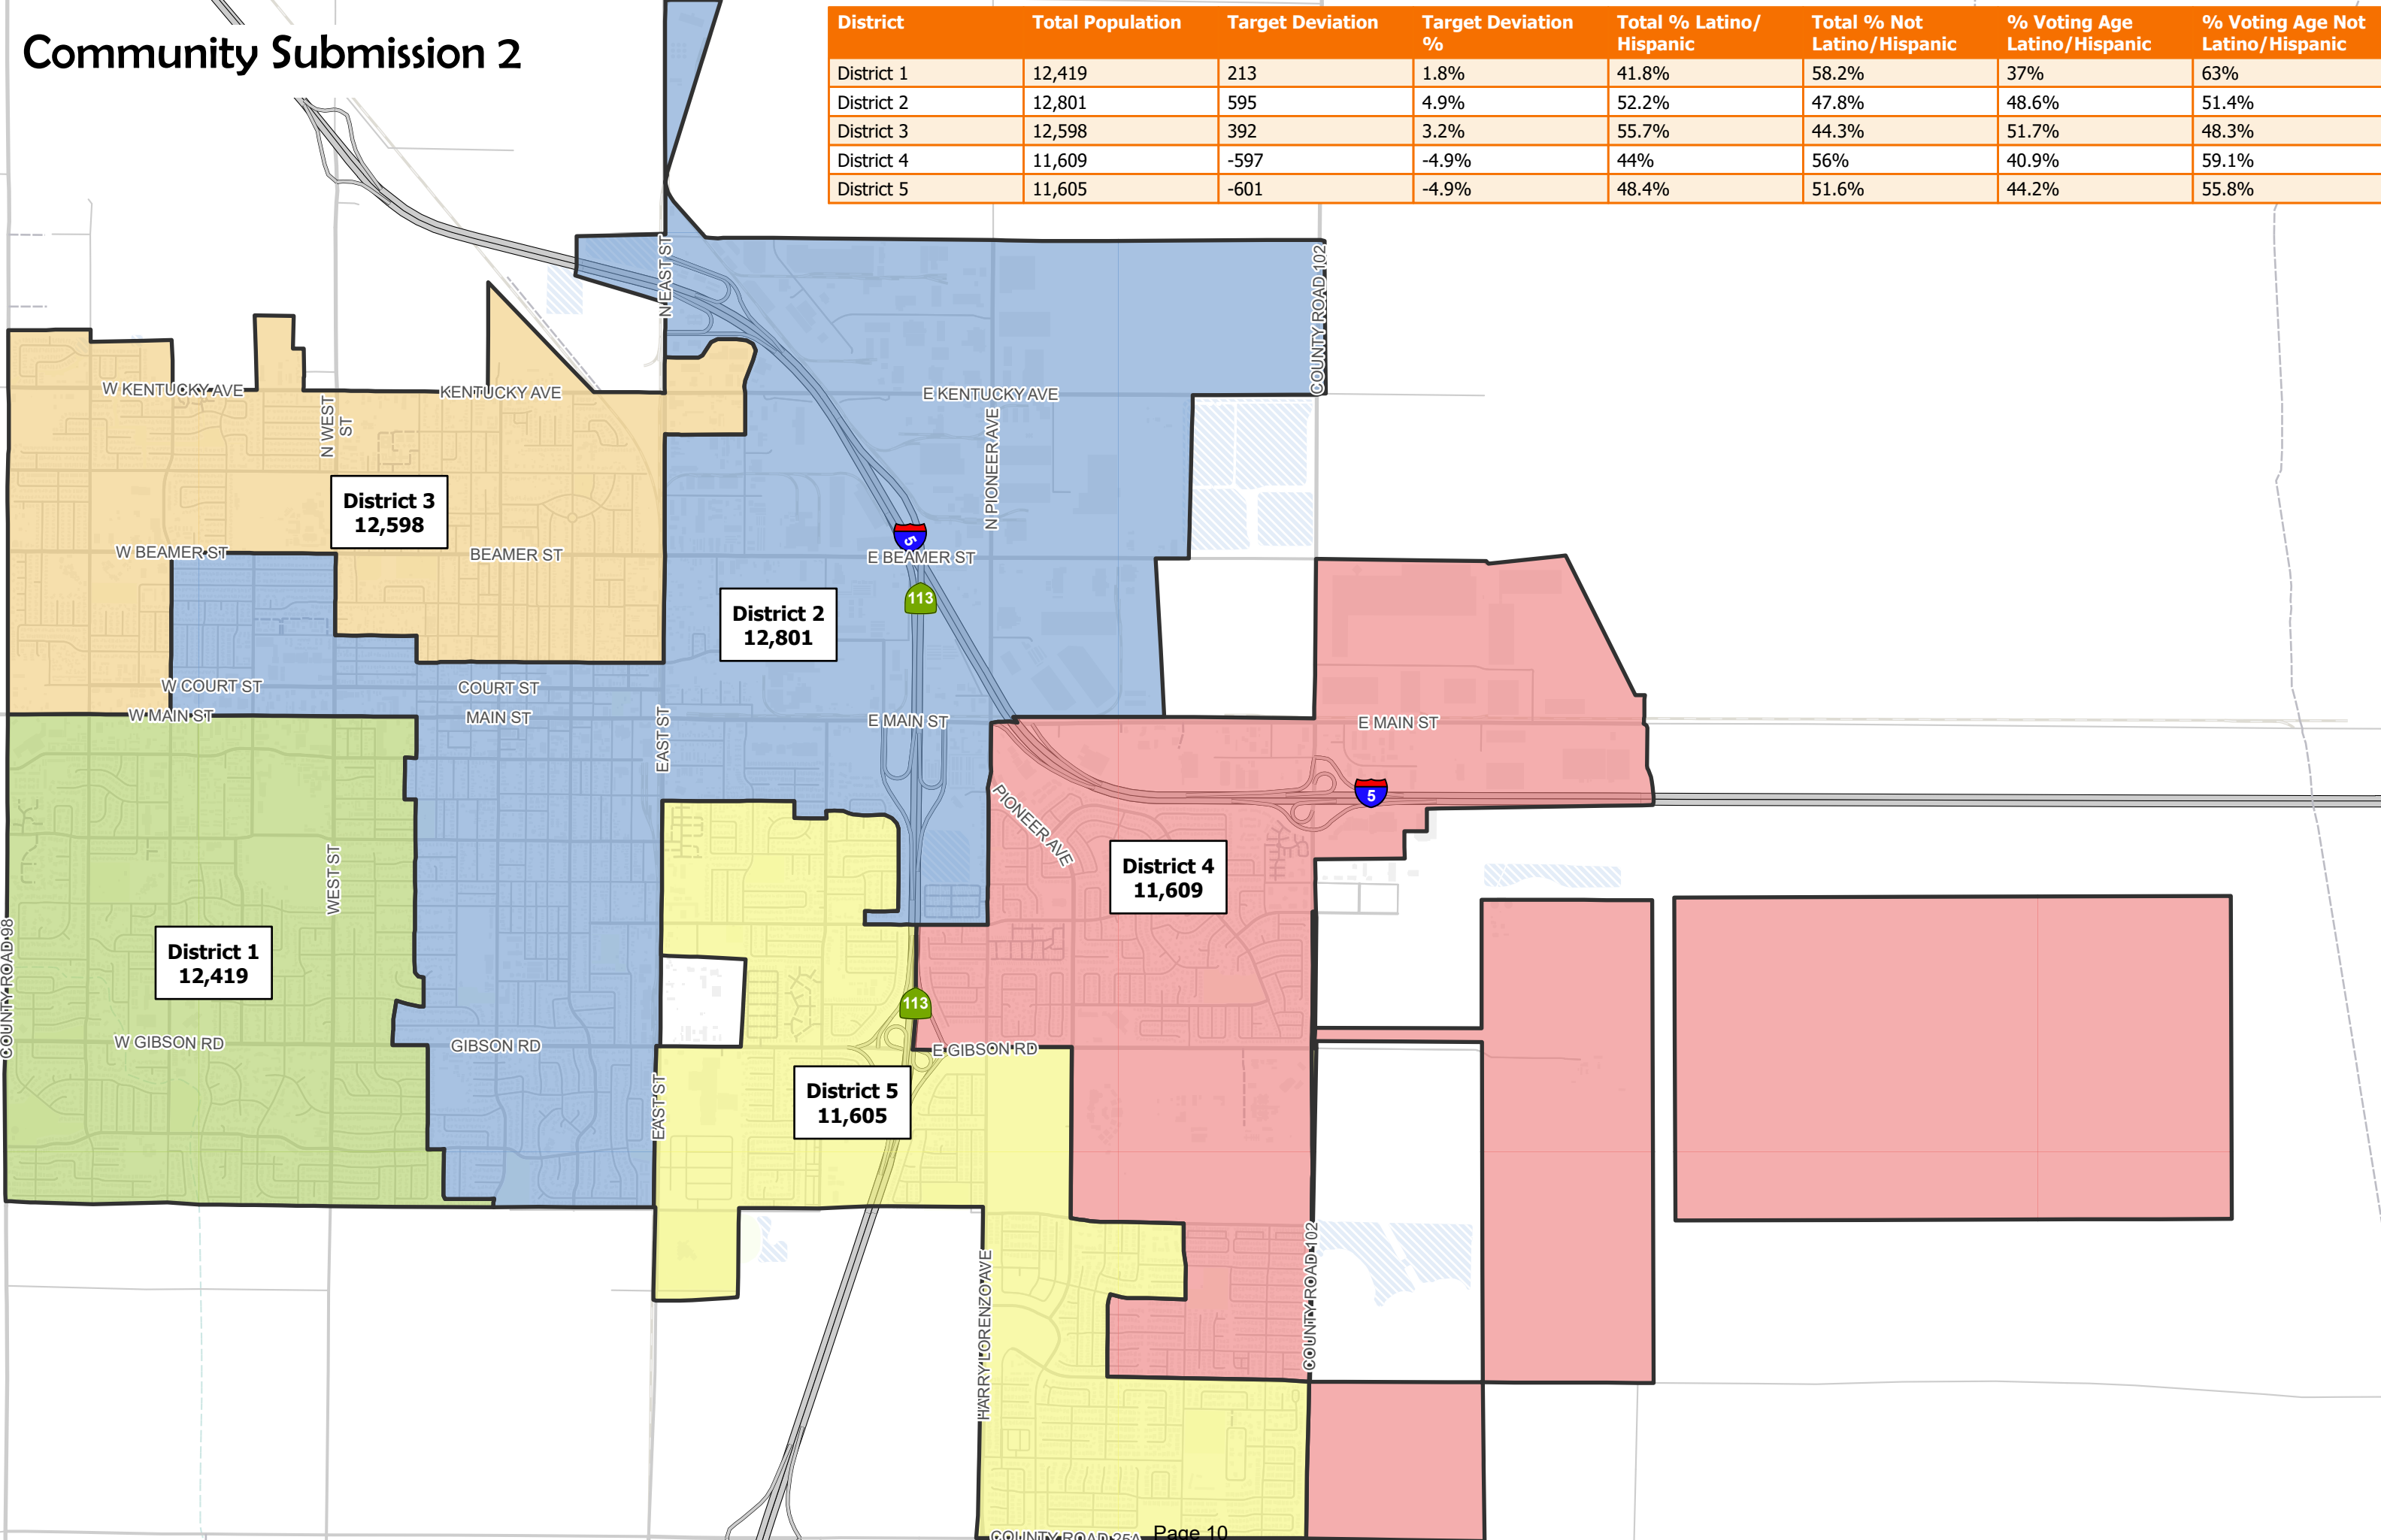 Community Submission 2
District Total Population Target Deviation Target Deviation % Total % Latino/ Hispanic Total % Not Latino/Hispanic % Voting Age Latino/Hispanic % Voting Age Not Latino/Hispanic
District 1 12,419 213 1.8% 41.8% 58.2% 37% 63%
District 2 12,801 595 4.9% 52.2% 47.8% 48.6% 51.4%
District 3 12,598 392 3.2% 55.7% 44.3% 51.7% 48.3%
District 4 11,609 -597 -4.9% 44% 56% 40.9% 59.1%
District 5 11,605 -601 -4.9% 48.4% 51.6% 44.2% 55.8%
N EAST ST
COUNTY ROAD 102
W KENTUCKY AVE
KENTUCKY AVE
E KENTUCKY AVE
N WEST
ST
N PIONEER AVE
District 3
12,598
5
W BEAMER ST
BEAMER ST
E BEAMER ST
113
District 2
12,801
W COURT ST
COURT ST
W MAIN ST
MAIN ST
E MAIN ST
E MAIN ST
EAST ST
5
PIONEER AVE
District 4
11,609
WEST ST
District 1
12,419
COUNTY ROAD 98
113
W GIBSON RD
GIBSON RD
E GIBSON RD
District 5
11,605
EAST ST
HARRY LORENZO AVE
COUNTY ROAD 102
COUNTY ROAD 25A
Page 10